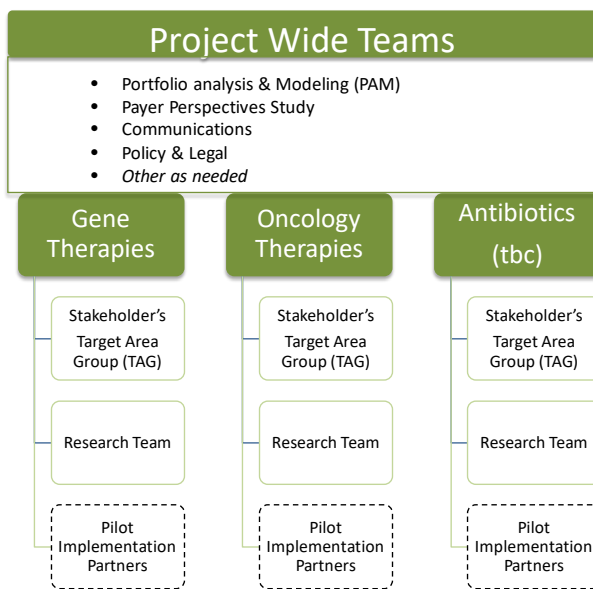 Project Wide Teams
• Portfolio analysis & Modeling (PAM)
• Payer Perspectives Study
• Communications
• Policy & Legal
• Other as needed
Gene
Therapies
Stakeholder's
Target Area
Group (TAG)
Research Team
Pilot
Implementation
Partners
Oncology
Therapies
Stakeholder's
Target Area
Group (TAG)
Research Team
Pilot
Implementation
Partners
Antibiotics
(tbc)
Stakeholder's
Target Area
Group (TAG)
Research Team
Pilot
Implementation
Partners